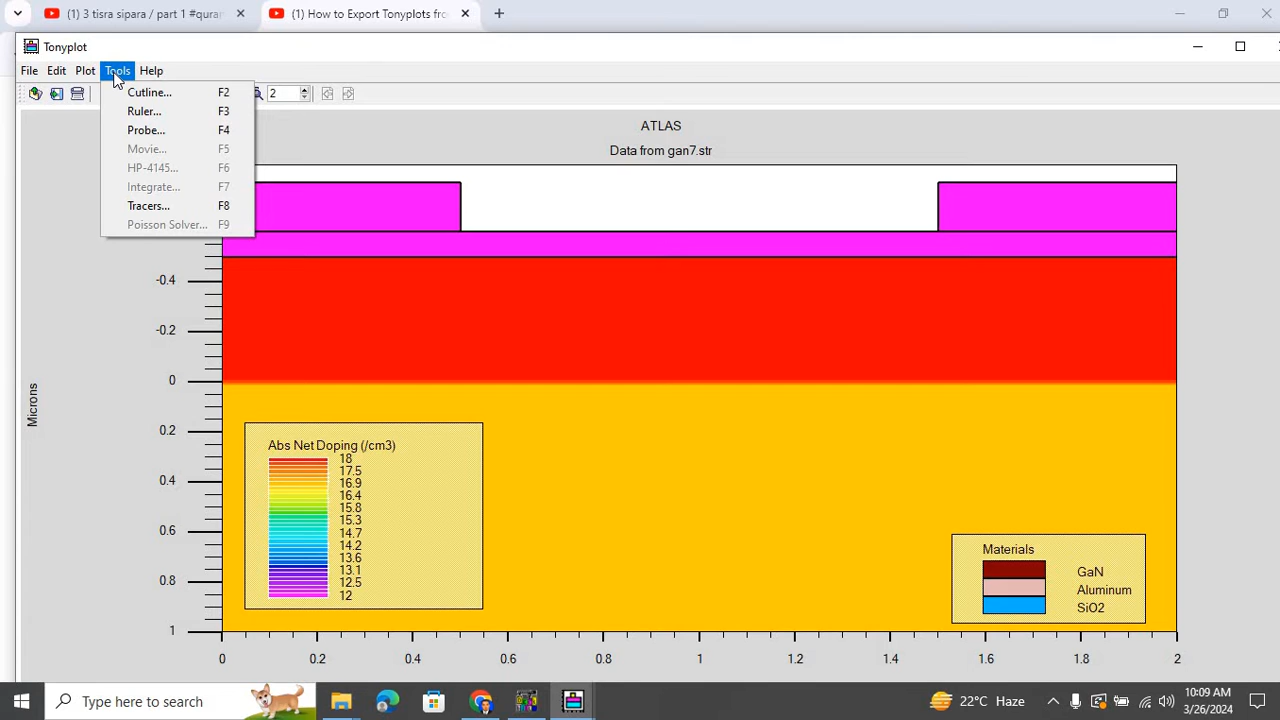 (1) 3 tisra sipara / part 1 #qurai
(1) How to Export Tonyplots fro
Tonyplot
File Edit Plot Tools Help
Cutline... F2
Ruler... F3
Probe... F4
Movie... F5
HP-4145... F6
Integrate... F7
Tracers... F8
Poisson Solver... F9
2
ATLAS
Data from gan7.str
-0.4
-0.2
0
0.2
0.4
0.6
0.8
1
Microns
Abs Net Doping (/cm3)
18
17.5
16.9
16.4
15.8
15.3
14.7
14.2
13.6
13.1
12.5
12
Materials
GaN
Aluminum
SiO2
0 0.2 0.4 0.6 0.8 1 1.2 1.4 1.6 1.8 2
Type here to search
22°C Haze
10:09 AM
3/26/2024